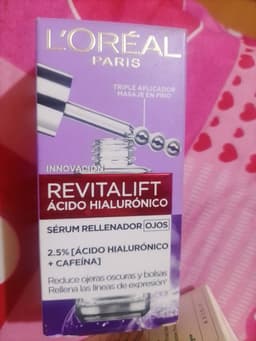 L'ORÉAL
PARIS
TRIPLE APLICADOR
MASAJE EN FRÍO
INNOVACIÓN
REVITALIFT
ÁCIDO HIALURÓNICO
SÉRUM RELLENADOR OJOS
2.5% [ÁCIDO HIALURÓNICO
+ CAFEÍNA]
Reduce ojeras oscuras y bolsas
Rellena las líneas de expresión*